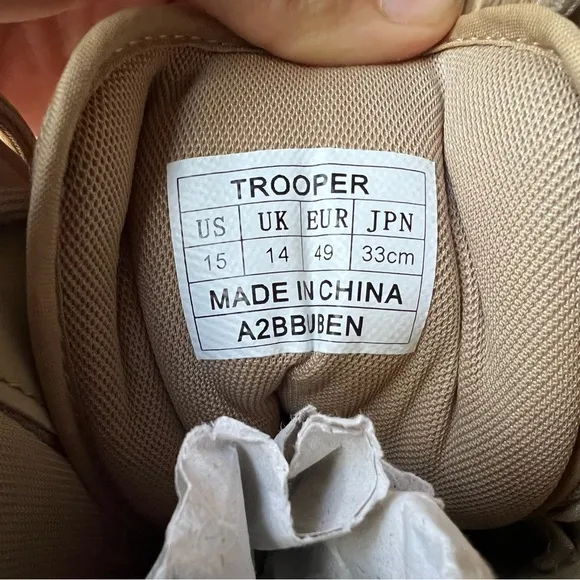 TROOPER
US UK EUR JPN
15 14 49 33cm
MADE IN CHINA
A2BBUBEN